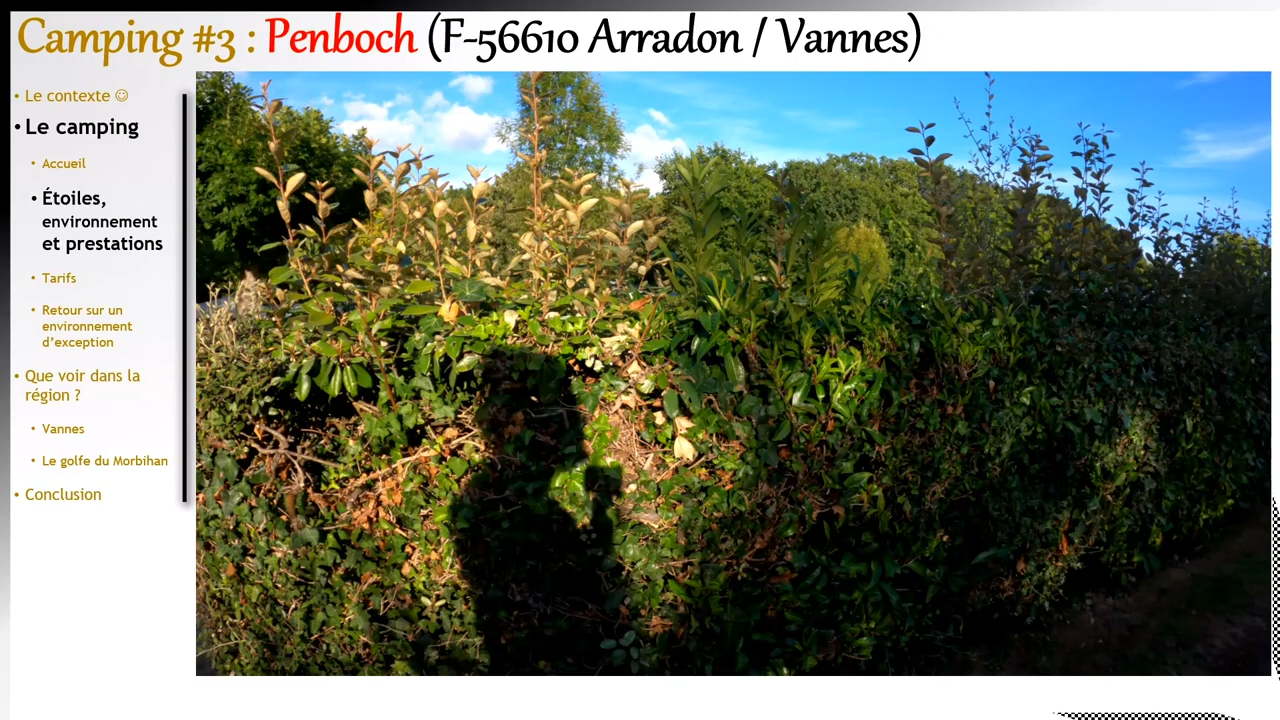 Camping #3 : Penboch (F-56610 Arradon / Vannes)
• Le contexte ☺
• Le camping
• Accueil
• Étoiles,
environnement
et prestations
• Tarifs
• Retour sur un
environnement
d’exception
• Que voir dans la
région ?
• Vannes
• Le golfe du Morbihan
• Conclusion